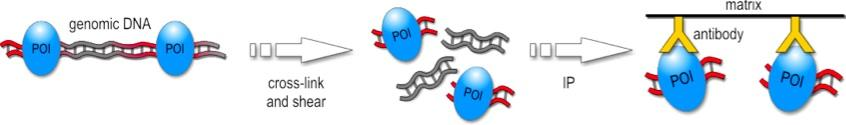 genomic DNA
POI
POI
cross-link
and shear
POI
POI
IP
matrix
antibody
POI
POI